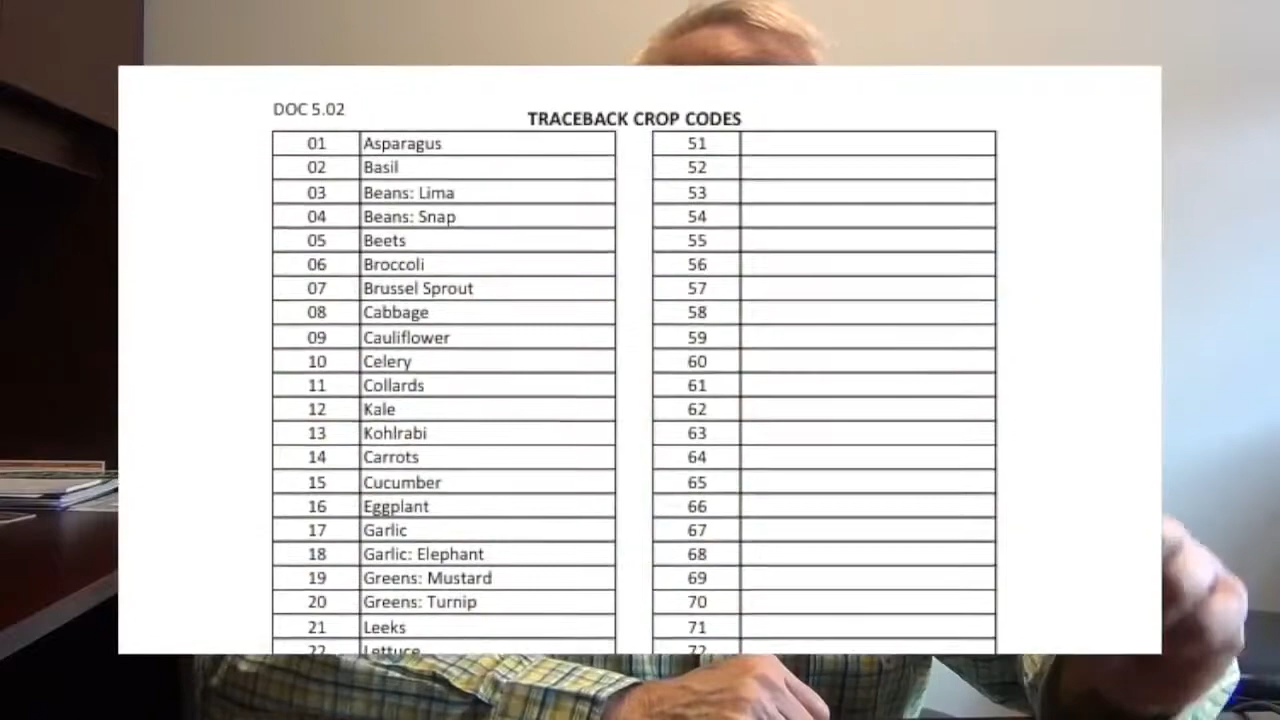 DOC 5.02
TRACEBACK CROP CODES
01 Asparagus 51
02 Basil 52
03 Beans: Lima 53
04 Beans: Snap 54
05 Beets 55
06 Broccoli 56
07 Brussel Sprout 57
08 Cabbage 58
09 Cauliflower 59
10 Celery 60
11 Collards 61
12 Kale 62
13 Kohlrabi 63
14 Carrots 64
15 Cucumber 65
16 Eggplant 66
17 Garlic 67
18 Garlic: Elephant 68
19 Greens: Mustard 69
20 Greens: Turnip 70
21 Leeks 71
22 Lettuce 72